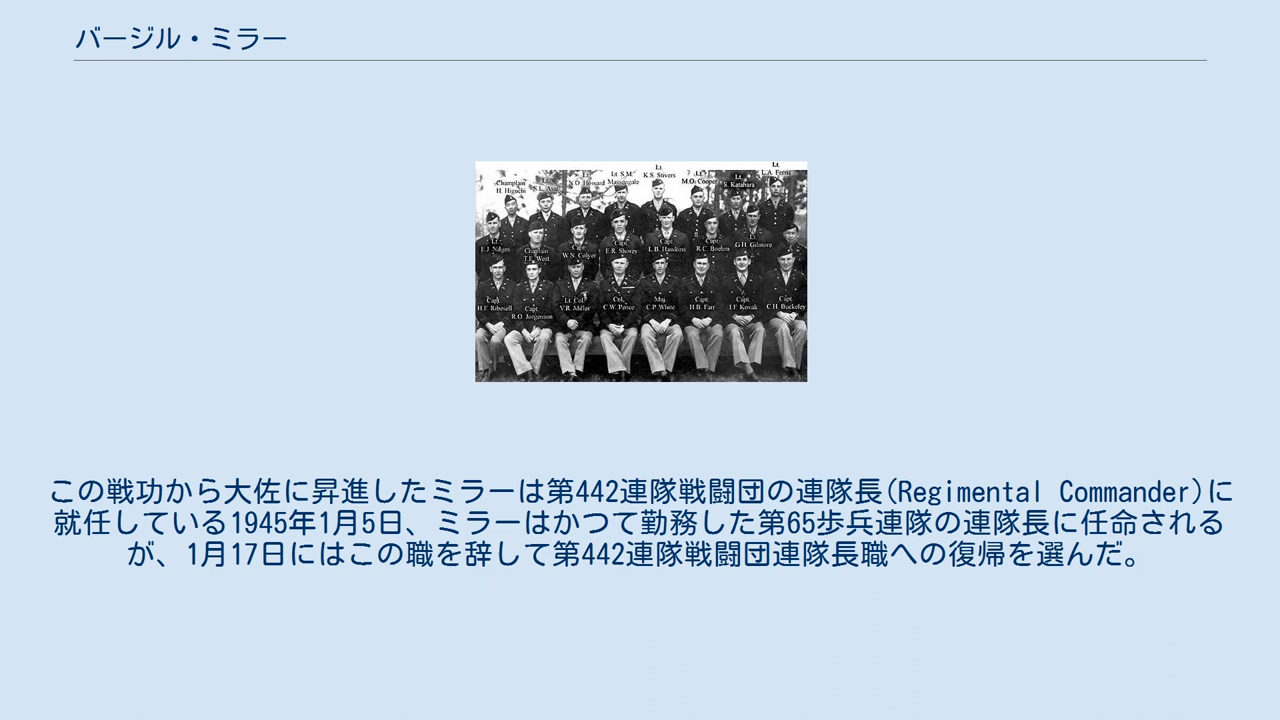 バージル・ミラー
Lt.
L.A. Ferris
Lt.
K.S. Stivers
Lt. S.M.
Massengale
Lt.
M.O. Cooper
Lt.
S. Katahara
Champlain
H. Higuchi
N.O. Howard
Lt
E.J. Nilges
Chaplain
T.E. West
Capt.
W.N. Colyer
Capt.
E.R. Shorey
Capt.
L.B. Hawkins
Capt.
R.C. Boehm
Lt.
G.H. Gilmore
Capt.
H.F. Ribesell
Capt.
R.O. Jorgenson
Lt. Col.
V.R. Miller
Col.
C.W. Pence
Maj.
C.P. White
Capt.
H.B. Farr
Capt.
I.F. Kovak
Capt.
C.H. Buckeley
この戦功から大佐に昇進したミラーは第442連隊戦闘団の連隊長(Regimental Commander)に
就任している1945年1月5日、ミラーはかつて勤務した第65歩兵連隊の連隊長に任命される
が、1月17日にはこの職を辞して第442連隊戦闘団連隊長職への復帰を選んだ。